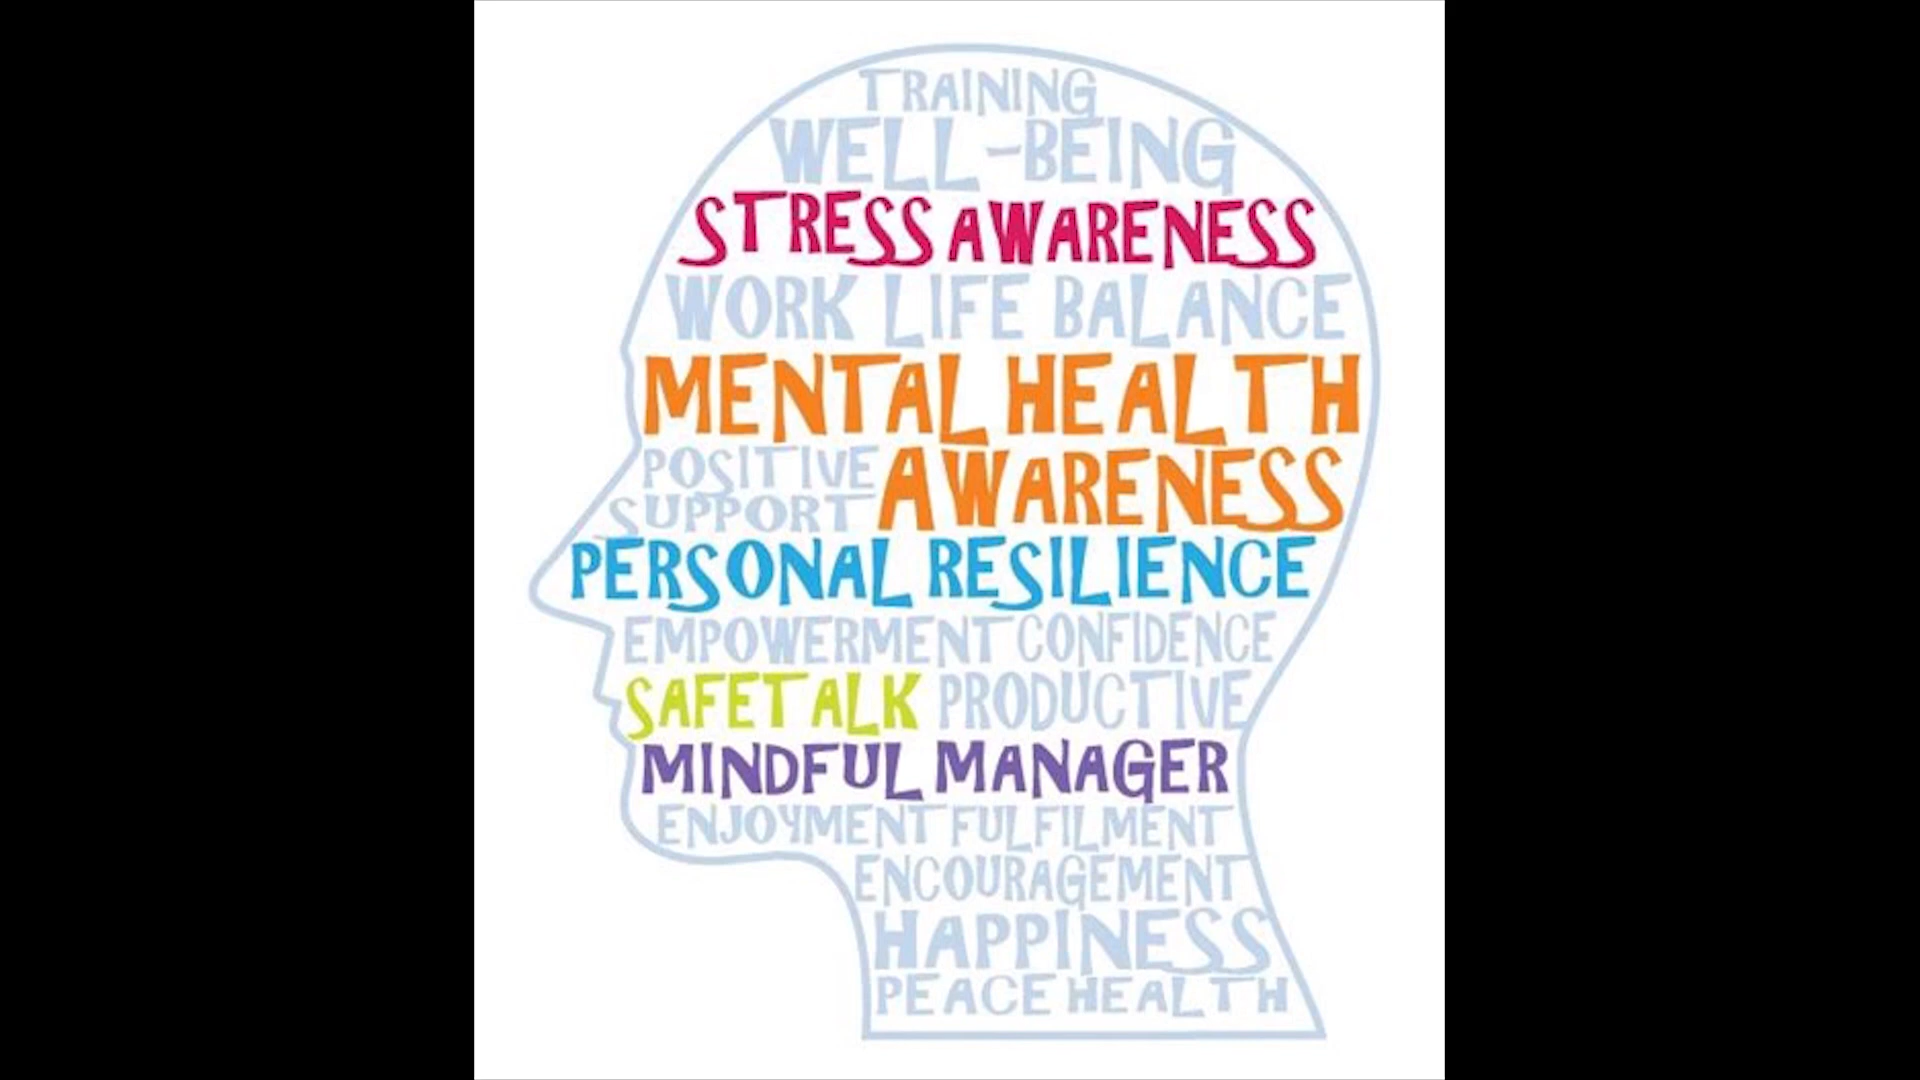 TRAINING
WELL-BEING
STRESS AWARENESS
WORK LIFE BALANCE
MENTAL HEALTH
POSITIVE
SUPPORT
AWARENESS
PERSONAL RESILIENCE
EMPOWERMENT CONFIDENCE
SAFETALK PRODUCTIVE
MINDFUL MANAGER
ENJOYMENT FULFILMENT
ENCOURAGEMENT
HAPPINESS
PEACE HEALTH